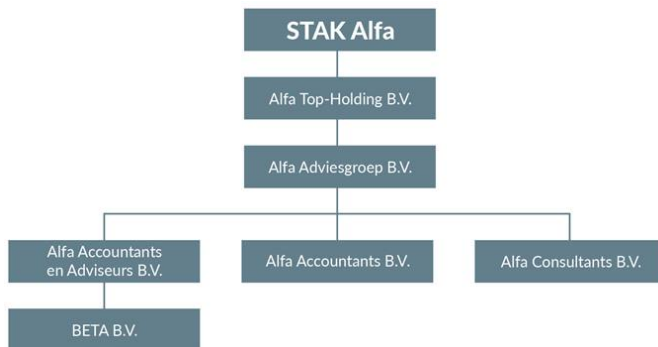 STAK Alfa
Alfa Top-Holding B.V.
Alfa Adviesgroep B.V.
Alfa Accountants
en Adviseurs B.V.
Alfa Accountants B.V.
Alfa Consultants B.V.
BETA B.V.